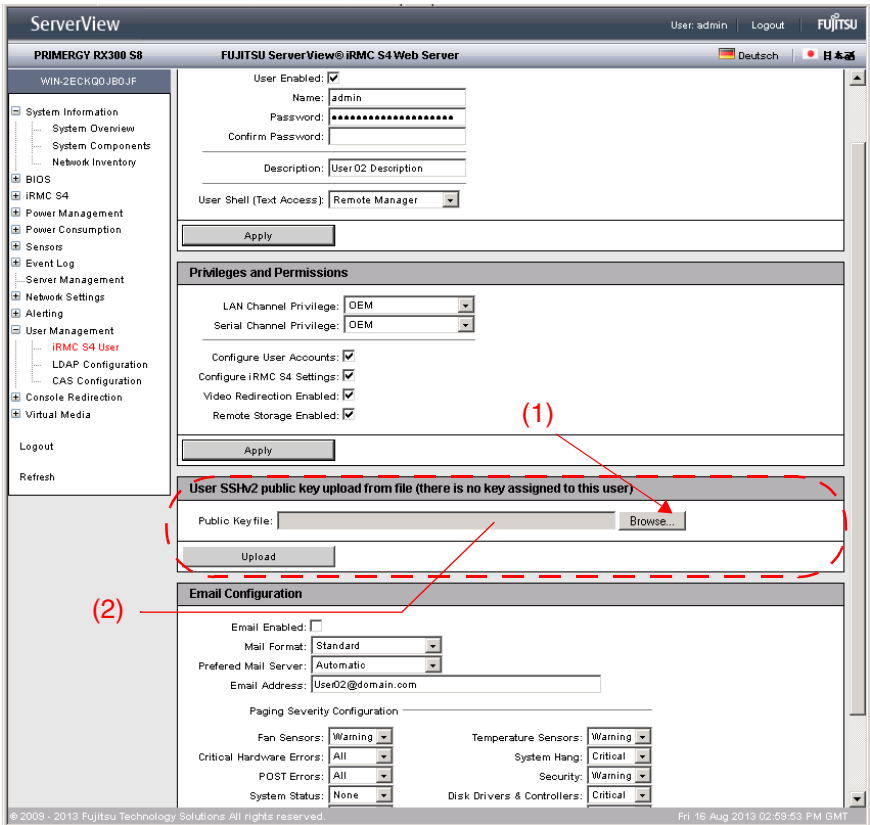 ServerView
User: admin Logout FUJITSU
PRIMERGY RX300 S8 FUJITSU ServerView® iRMC S4 Web Server Deutsch 日本語
WIN-2ECKQ0JB0JF
System Information
System Overview
System Components
Network Inventory
BIOS
iRMC S4
Power Management
Power Consumption
Sensors
Event Log
Server Management
Network Settings
Alerting
User Management
iRMC S4 User
LDAP Configuration
CAS Configuration
Console Redirection
Virtual Media
Logout
Refresh
User Enabled:
Name: admin
Password: ●●●●●●●●●●●●●●●●●●●●
Confirm Password:
Description: User02 Description
User Shell (Text Access): Remote Manager
Apply
Privileges and Permissions
LAN Channel Privilege: OEM
Serial Channel Privilege: OEM
Configure User Accounts:
Configure iRMC S4 Settings:
Video Redirection Enabled:
Remote Storage Enabled:
(1)
Apply
User SSHv2 public key upload from file (there is no key assigned to this user)
Public Key file: Browse...
Upload
(2)
Email Configuration
Email Enabled:
Mail Format: Standard
Prefered Mail Server: Automatic
Email Address: User02@domain.com
Paging Severity Configuration
Fan Sensors: Warning Temperature Sensors: Warning
Critical Hardware Errors: All System Hang: Critical
POST Errors: All Security: Warning
System Status: None Disk Drivers & Controllers: Critical
© 2009 - 2013 Fujitsu Technology Solutions All rights reserved. Fri 16 Aug 2013 02:59:53 PM GMT